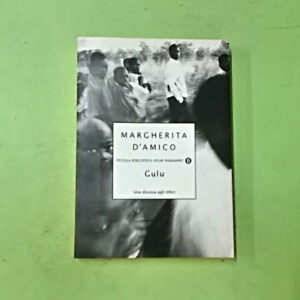 MARGHERITA
D'AMICO
PICCOLA BIBLIOTECA OSCAR MONDADORI
Gulu
Una discesa agli inferi